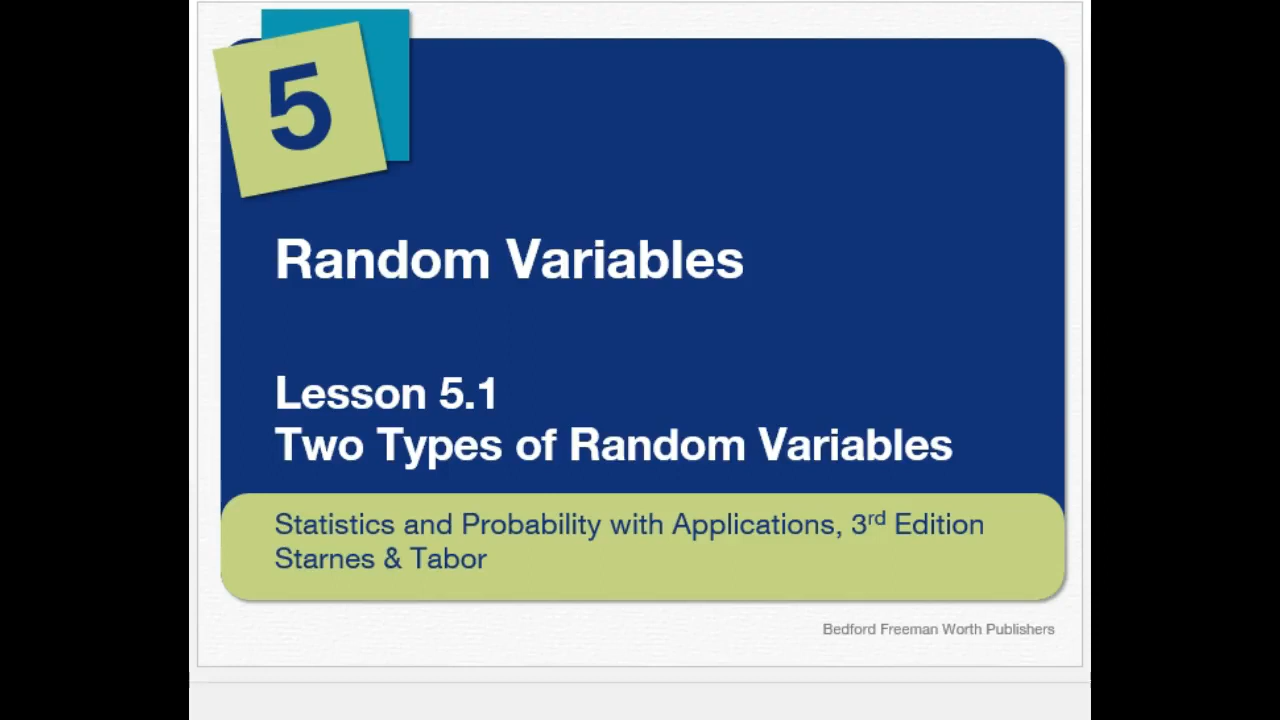 5
Random Variables
Lesson 5.1
Two Types of Random Variables
Statistics and Probability with Applications, 3rd Edition
Starnes & Tabor
Bedford Freeman Worth Publishers